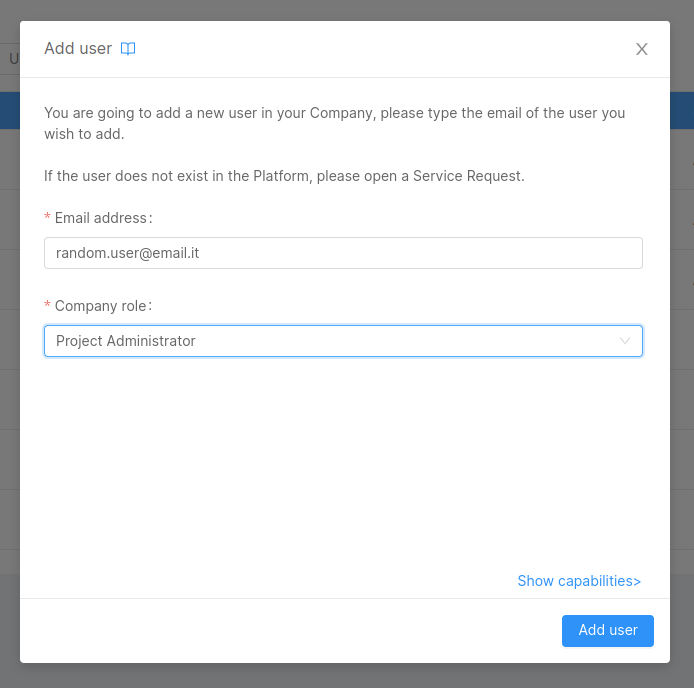 Add user
You are going to add a new user in your Company, please type the email of the user you
wish to add.
If the user does not exist in the Platform, please open a Service Request.
* Email address:
random.user@email.it
* Company role:
Project Administrator
Show capabilities>
Add user